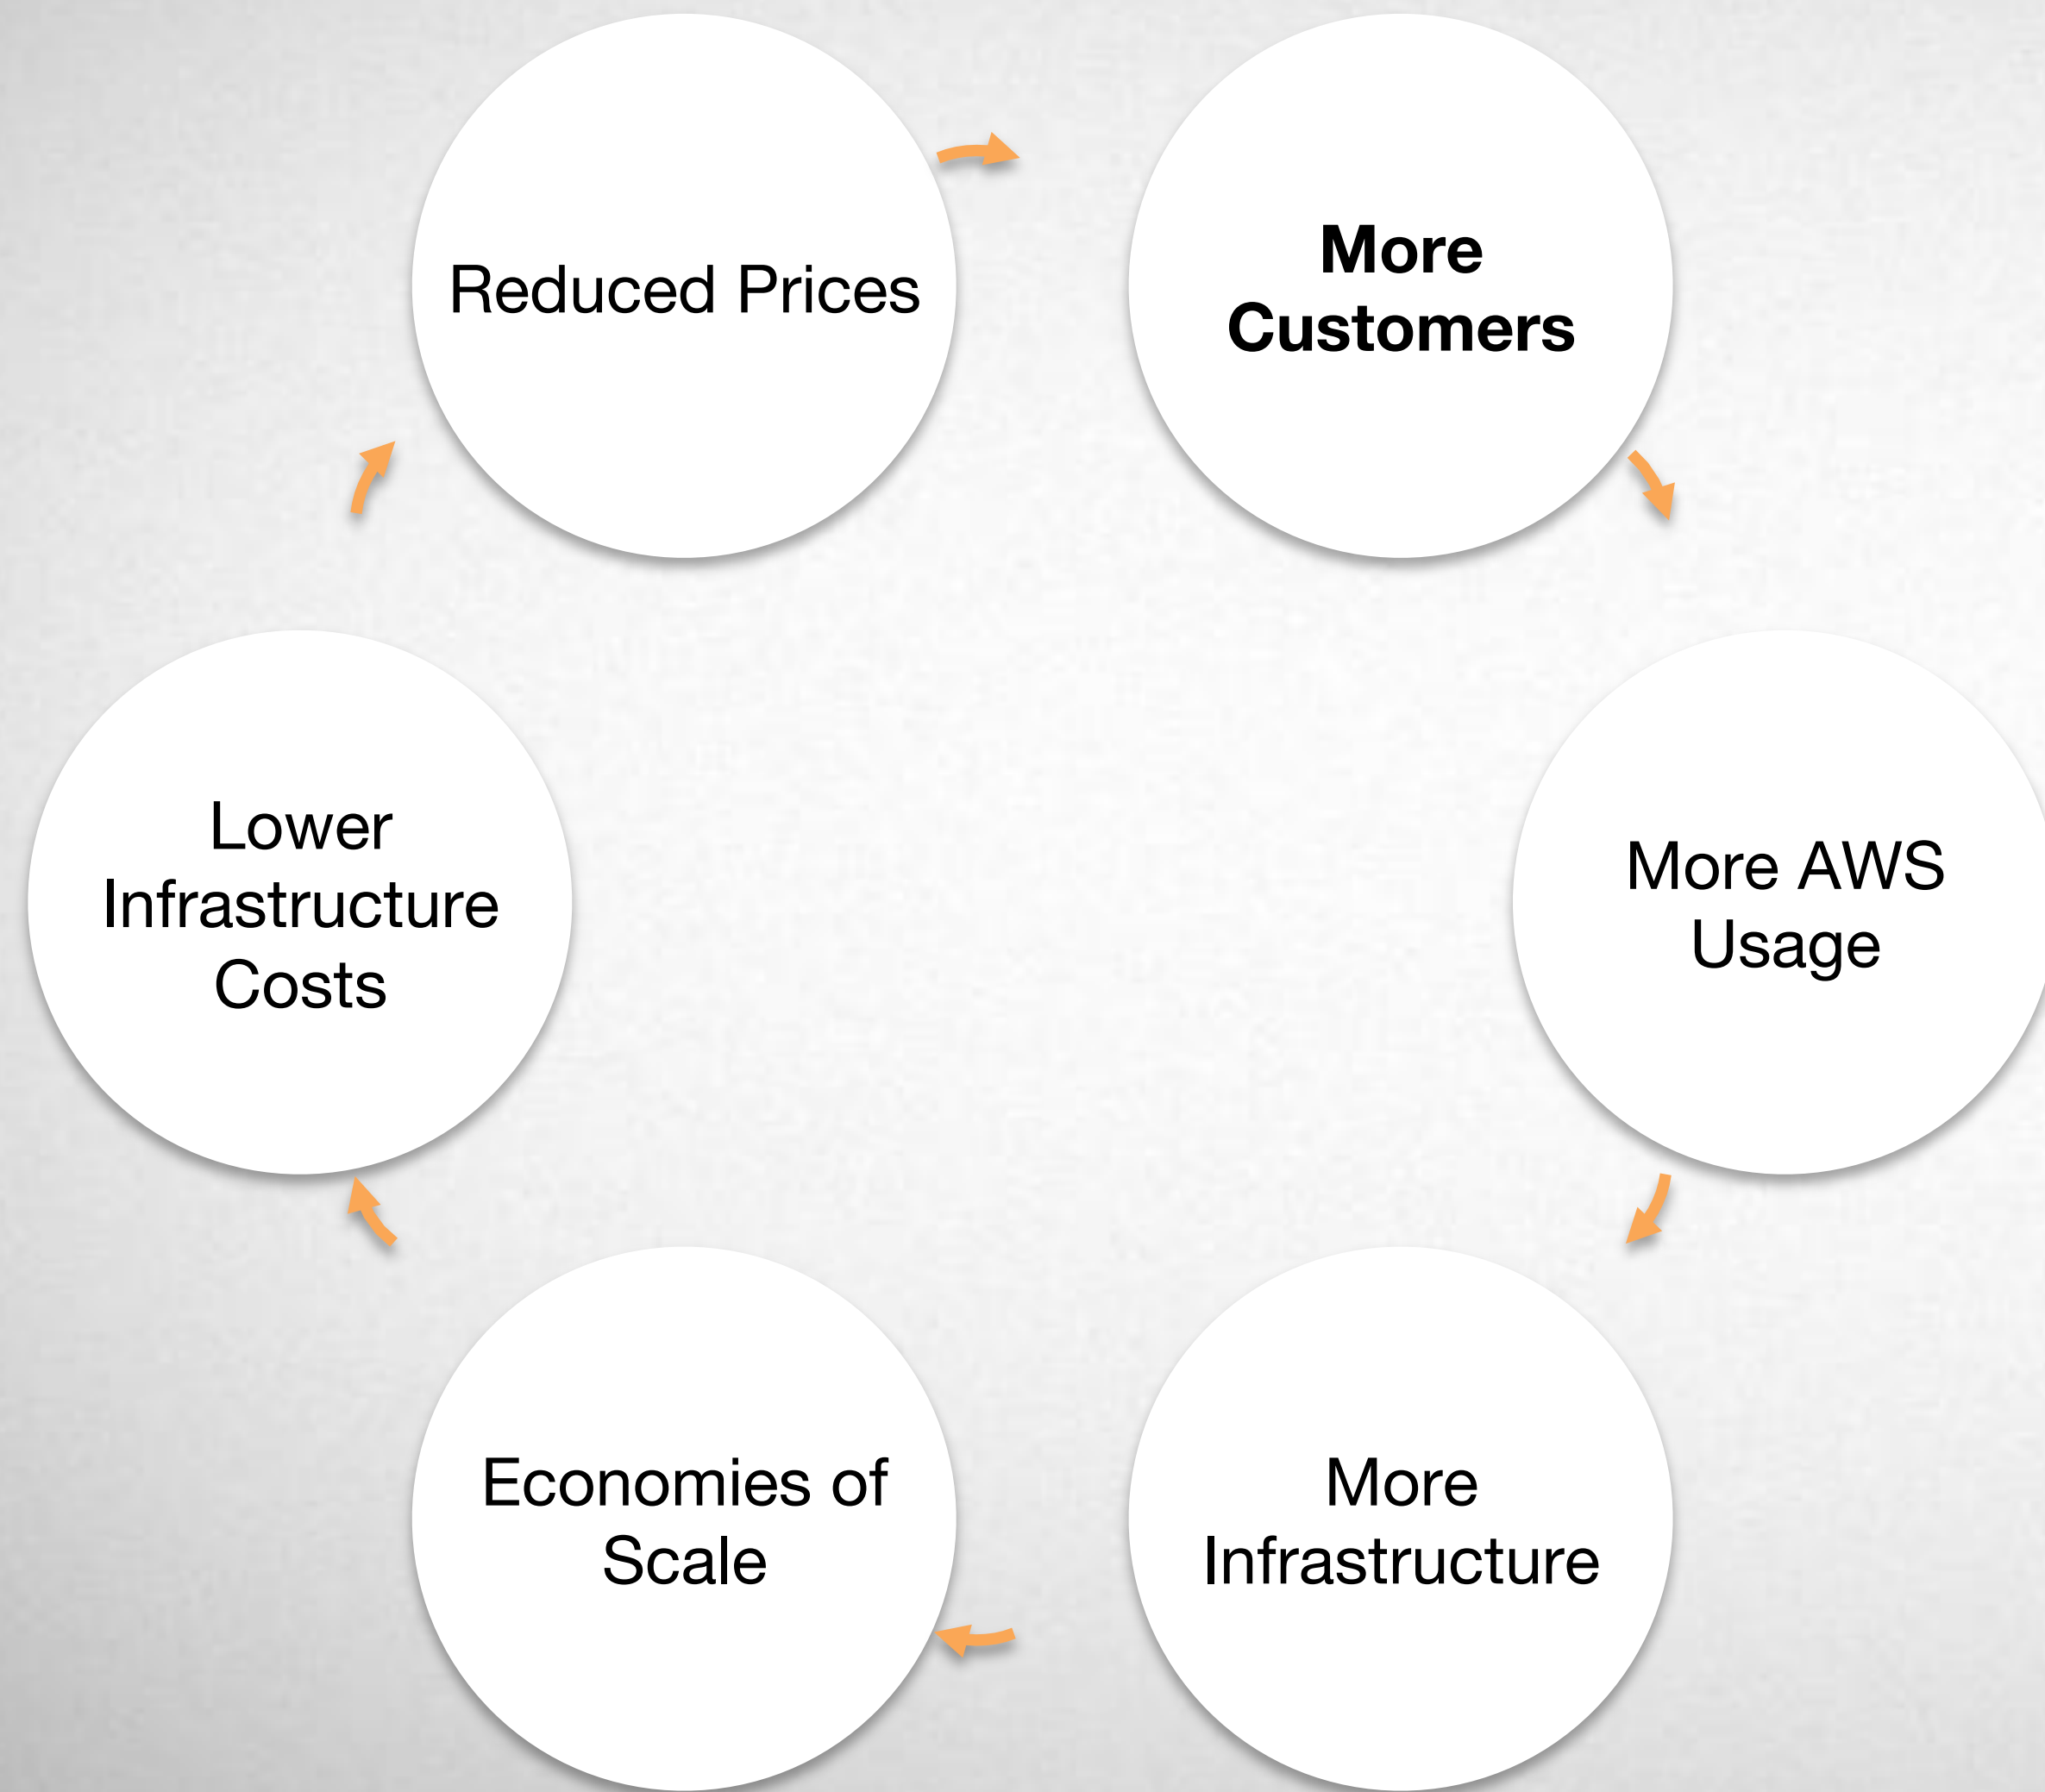 Reduced Prices
More
Customers
Lower
Infrastructure
Costs
More AWS
Usage
Economies of
Scale
More
Infrastructure